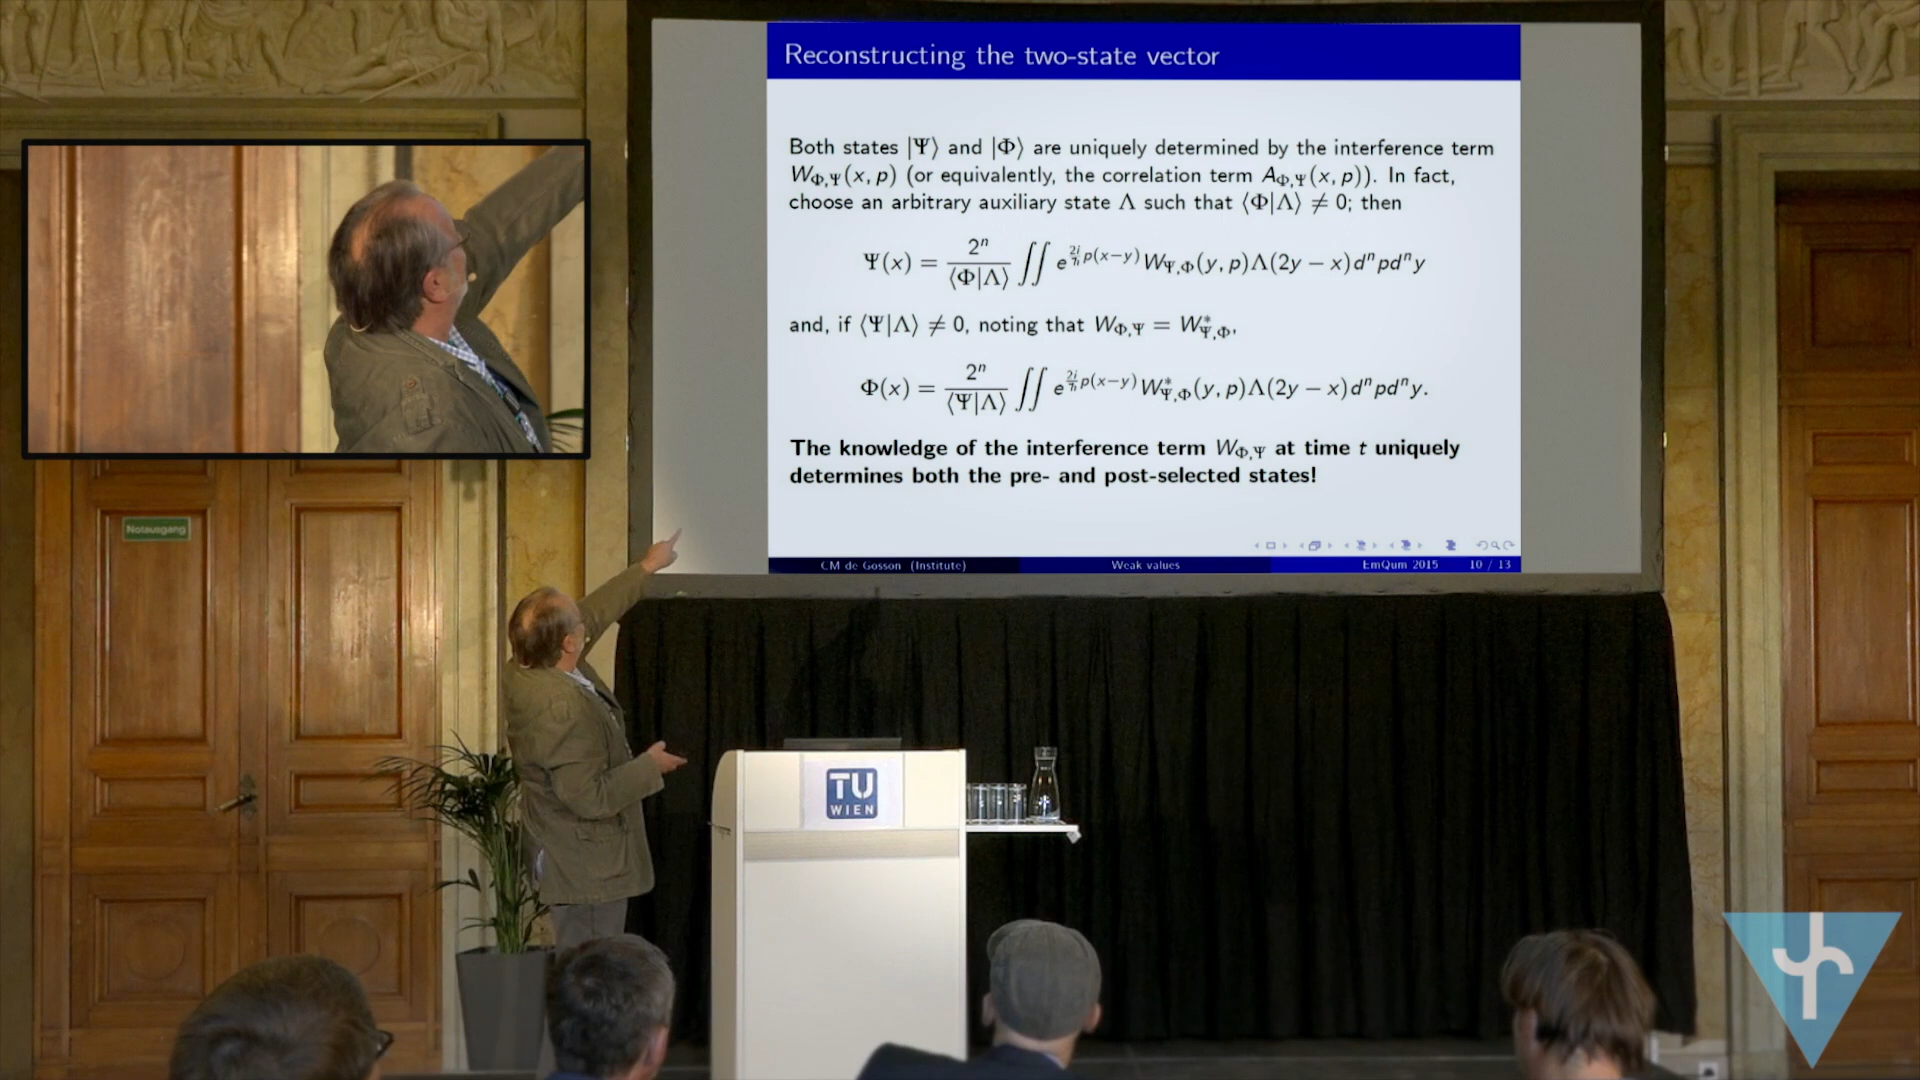 Reconstructing the two-state vector
Both states |Ψ⟩ and |Φ⟩ are uniquely determined by the interference term
W_{Φ,Ψ}(x, p) (or equivalently, the correlation term A_{Φ,Ψ}(x, p)). In fact,
choose an arbitrary auxiliary state Λ such that ⟨Φ|Λ⟩ ≠ 0; then
Ψ(x) = 2^n / ⟨Φ|Λ⟩ ∬ e^{2i/ħ p(x−y)} W_{Ψ,Φ}(y, p)Λ(2y − x)d^n p d^n y
and, if ⟨Ψ|Λ⟩ ≠ 0, noting that W_{Φ,Ψ} = W*_{Ψ,Φ},
Φ(x) = 2^n / ⟨Ψ|Λ⟩ ∬ e^{2i/ħ p(x−y)} W*_{Ψ,Φ}(y, p)Λ(2y − x)d^n p d^n y.
The knowledge of the interference term W_{Φ,Ψ} at time t uniquely
determines both the pre- and post-selected states!
CM de Gosson (Institute) Weak values EmQum 2015 10 / 13
Notausgang
TU
WIEN